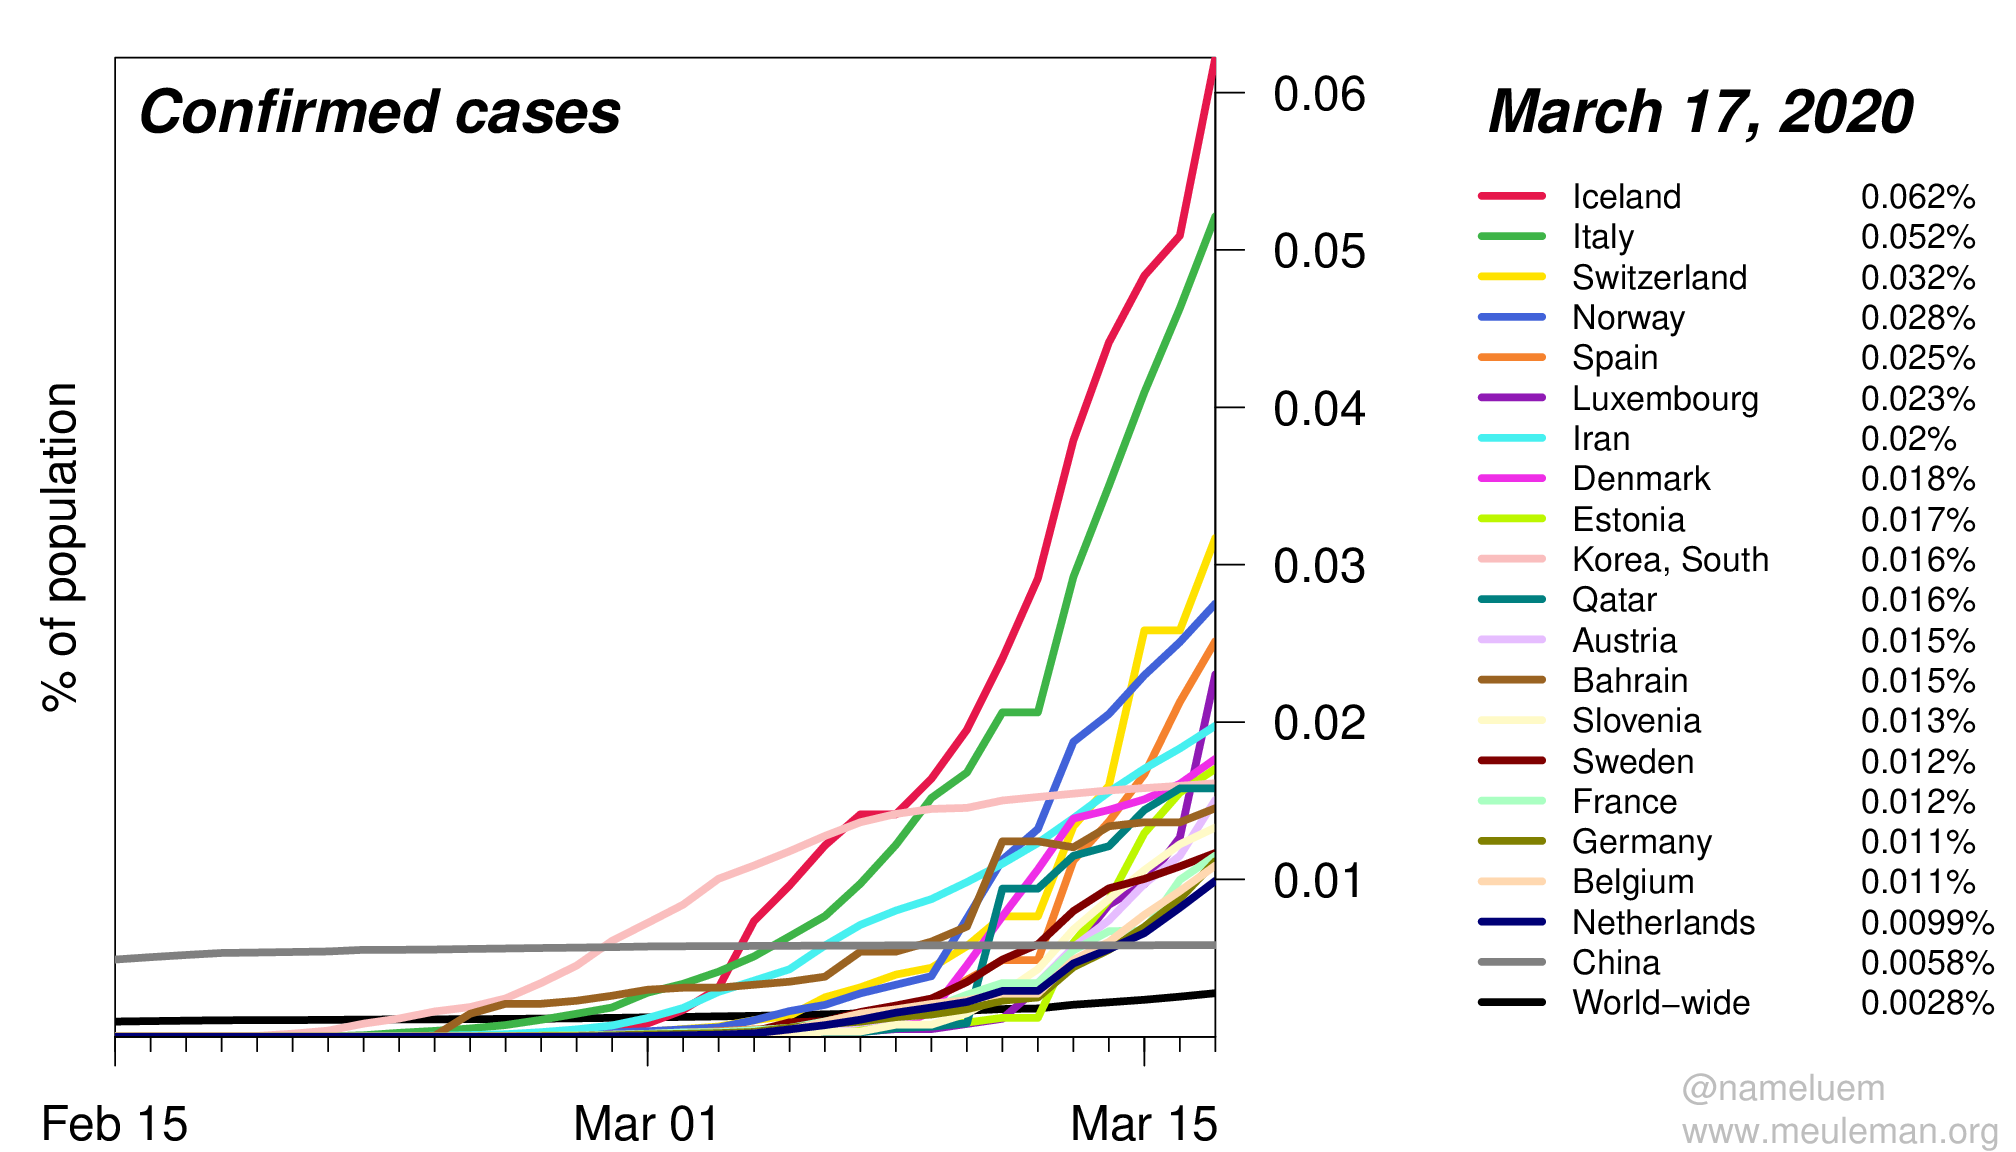 Confirmed cases
March 17, 2020
% of population
0.06
0.05
0.04
0.03
0.02
0.01
Feb 15
Mar 01
Mar 15
Iceland 0.062%
Italy 0.052%
Switzerland 0.032%
Norway 0.028%
Spain 0.025%
Luxembourg 0.023%
Iran 0.02%
Denmark 0.018%
Estonia 0.017%
Korea, South 0.016%
Qatar 0.016%
Austria 0.015%
Bahrain 0.015%
Slovenia 0.013%
Sweden 0.012%
France 0.012%
Germany 0.011%
Belgium 0.011%
Netherlands 0.0099%
China 0.0058%
World−wide 0.0028%
@nameluem
www.meuleman.org